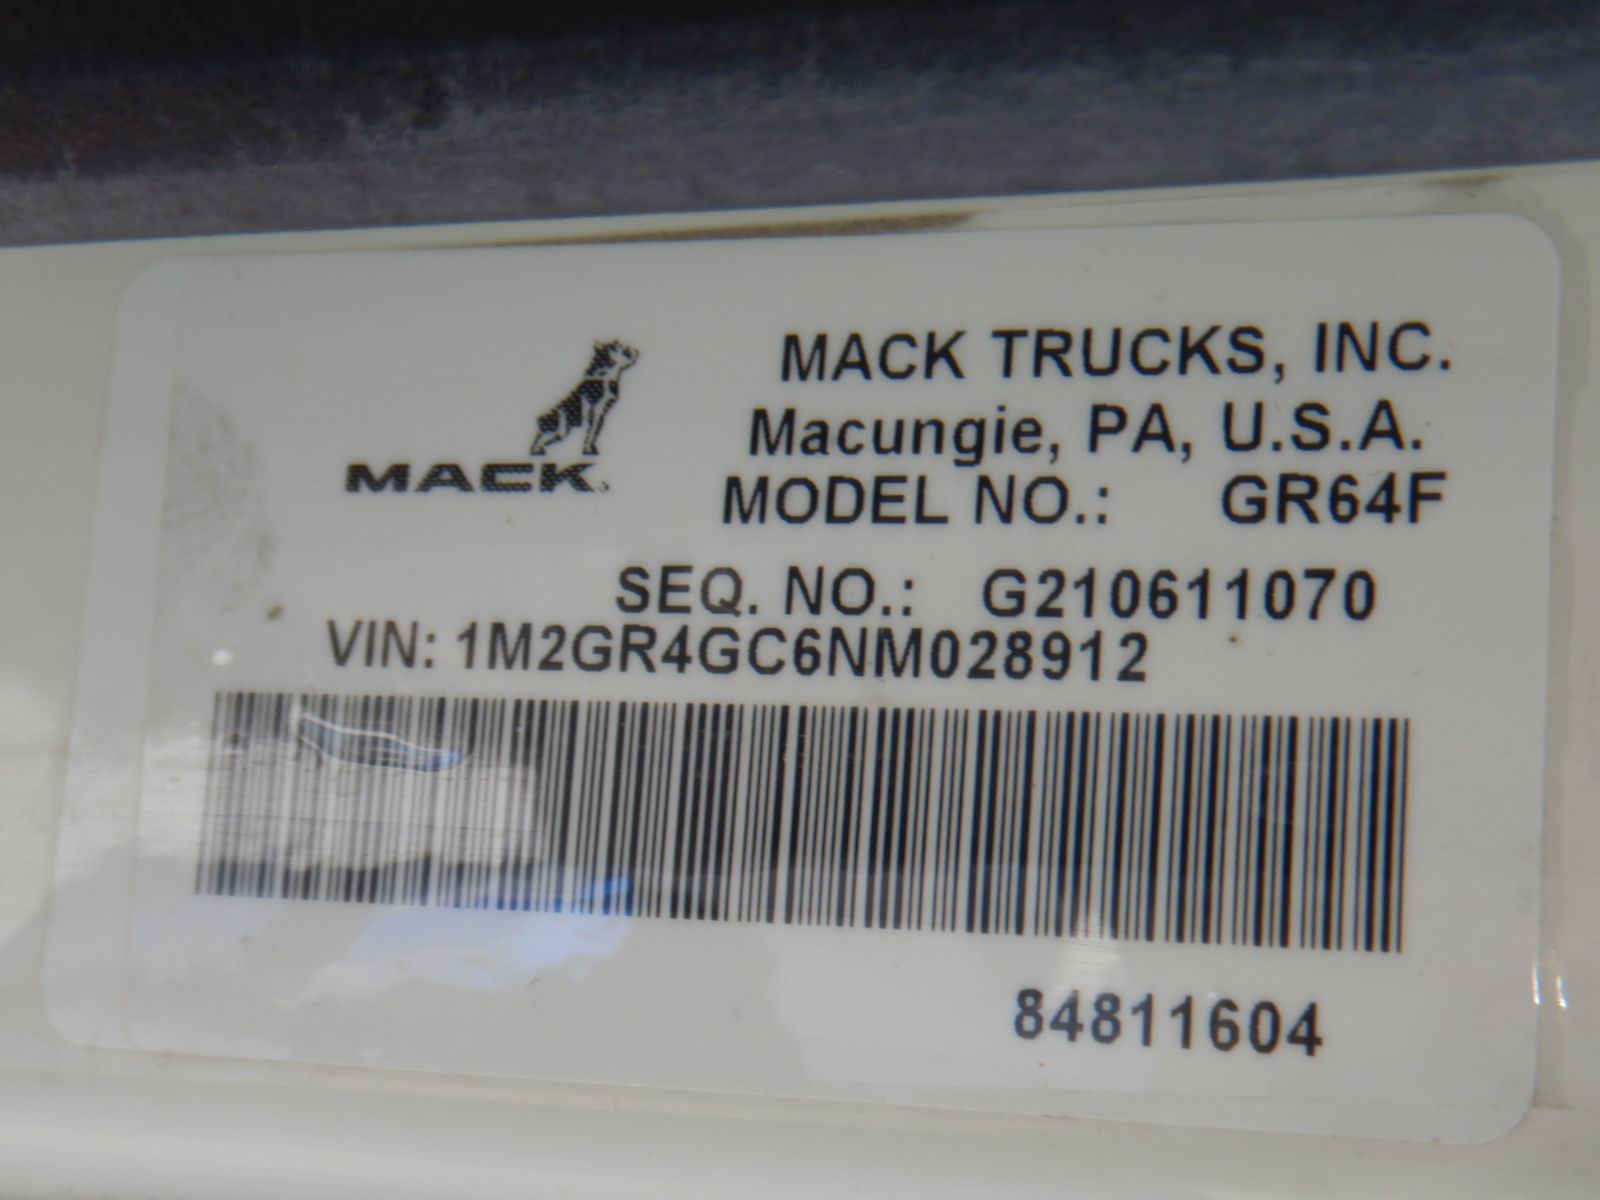 MACK
MACK TRUCKS, INC.
Macungie, PA, U.S.A.
MODEL NO.: GR64F
SEQ. NO.: G210611070
VIN: 1M2GR4GC6NM028912
84811604